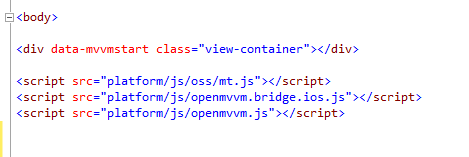 <body>
<div data-mvvmstart class="view-container"></div>
<script src="platform/js/oss/mt.js"></script>
<script src="platform/js/openmvvm.bridge.ios.js"></script>
<script src="platform/js/openmvvm.js"></script>